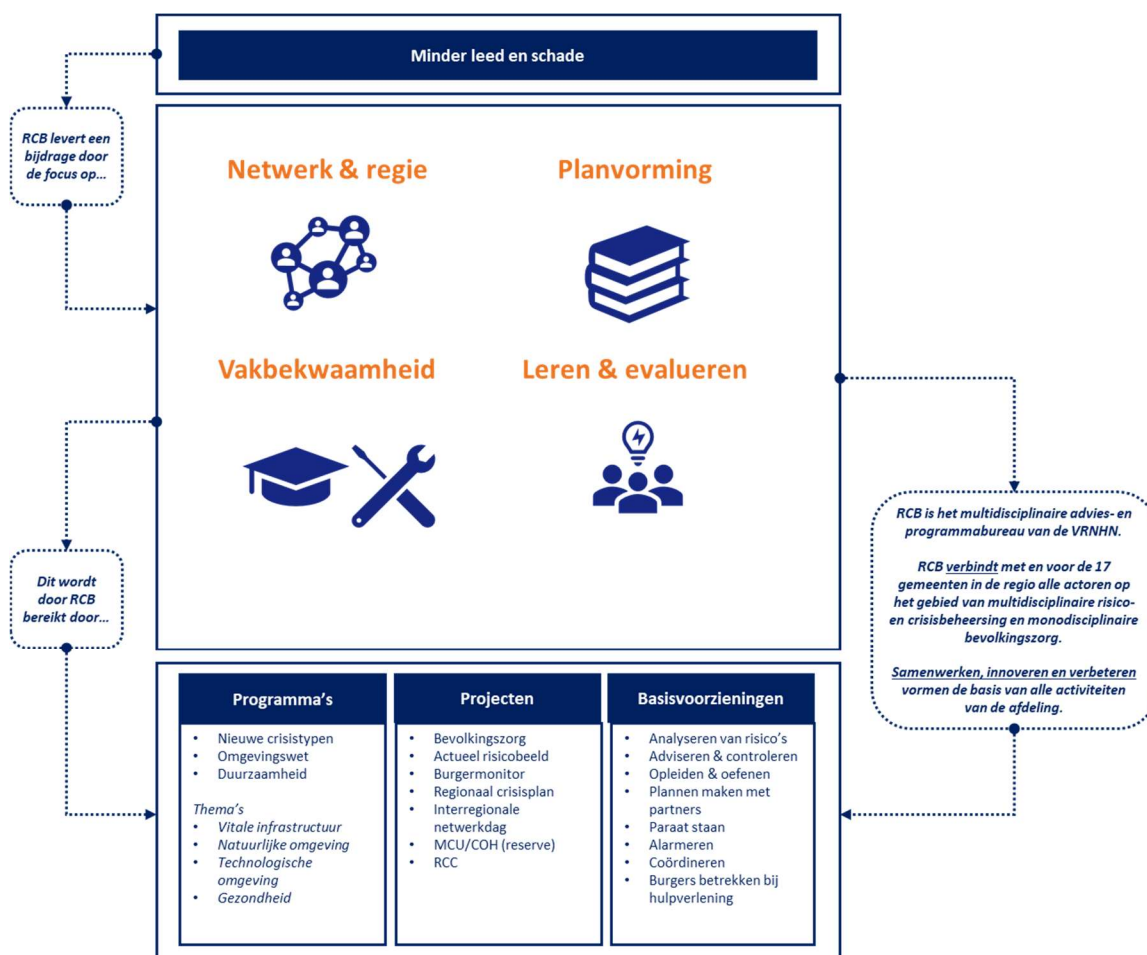 Minder leed en schade
RCB levert een
bijdrage door
de focus op…
Netwerk & regie
Planvorming
Vakbekwaamheid
Leren & evalueren
Dit wordt
door RCB
bereikt door…
RCB is het multidisciplinaire advies- en
programmabureau van de VRNHN.
RCB verbindt met en voor de 17
gemeenten in de regio alle actoren op
het gebied van multidisciplinaire risico-
en crisisbeheersing en monodisciplinaire
bevolkingszorg.
Samenwerken, innoveren en verbeteren
vormen de basis van alle activiteiten
van de afdeling.
Programma’s
• Nieuwe crisistypen
• Omgevingswet
• Duurzaamheid
Thema’s
• Vitale infrastructuur
• Natuurlijke omgeving
• Technologische
omgeving
• Gezondheid
Projecten
• Bevolkingszorg
• Actueel risicobeeld
• Burgermonitor
• Regionaal crisisplan
• Interregionale
netwerkdag
• MCU/COH (reserve)
• RCC
Basisvoorzieningen
• Analyseren van risico’s
• Adviseren & controleren
• Opleiden & oefenen
• Plannen maken met
partners
• Paraat staan
• Alarmeren
• Coördineren
• Burgers betrekken bij
hulpverlening